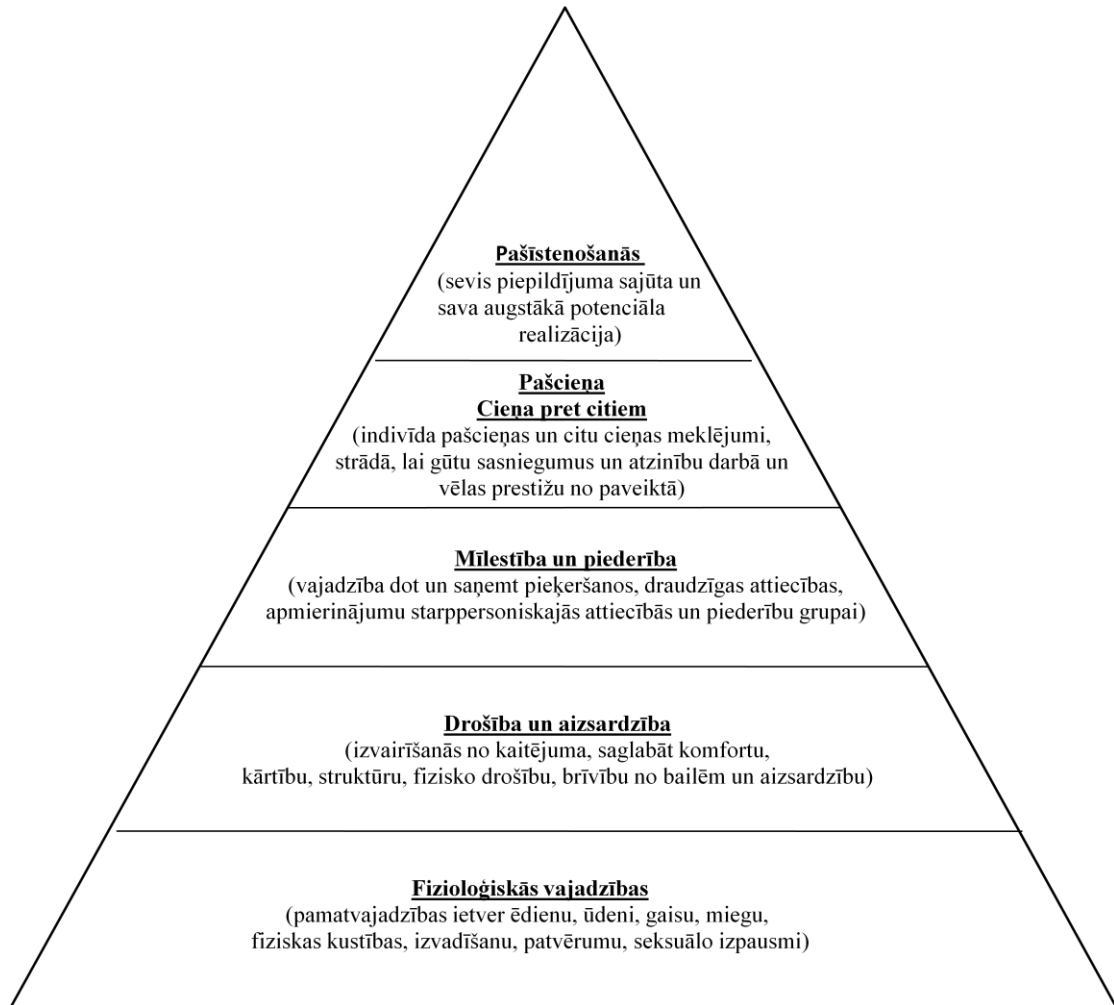 Pašīstenošanās
(sevis piepildījuma sajūta un
sava augstākā potenciāla
realizācija)
Pašcieņa
Cieņa pret citiem
(indivīda pašcieņas un citu cieņas meklējumi,
strādā, lai gūtu sasniegumus un atzinību darbā un
vēlas prestižu no paveiktā)
Mīlestība un piederība
(vajadzība dot un saņemt pieķeršanos, draudzīgas attiecības,
apmierinājumu starppersoniskajās attiecībās un piederību grupai)
Drošība un aizsardzība
(izvairīšanās no kaitējuma, saglabāt komfortu,
kārtību, struktūru, fizisko drošību, brīvību no bailēm un aizsardzību)
Fizioloģiskās vajadzības
(pamatvajadzības ietver ēdienu, ūdeni, gaisu, miegu,
fiziskas kustības, izvadīšanu, patvērumu, seksuālo izpausmi)